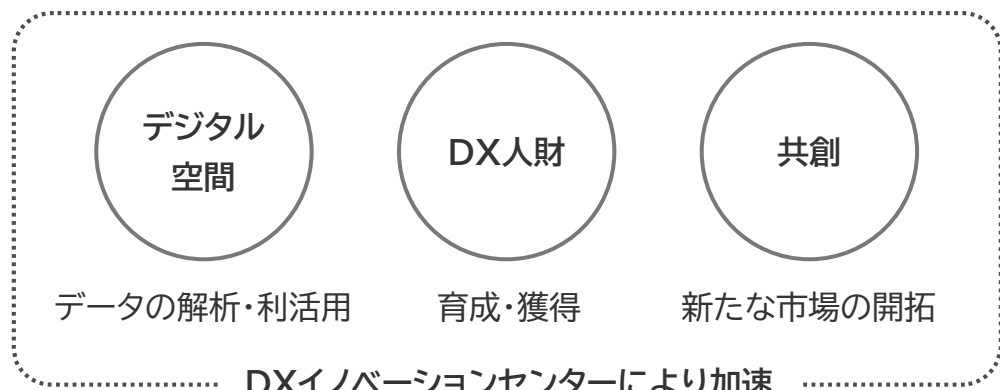 デジタル
空間
DX人財
共創
データの解析・利活用
育成・獲得
新たな市場の開拓
DXイノベーションセンターにより加速